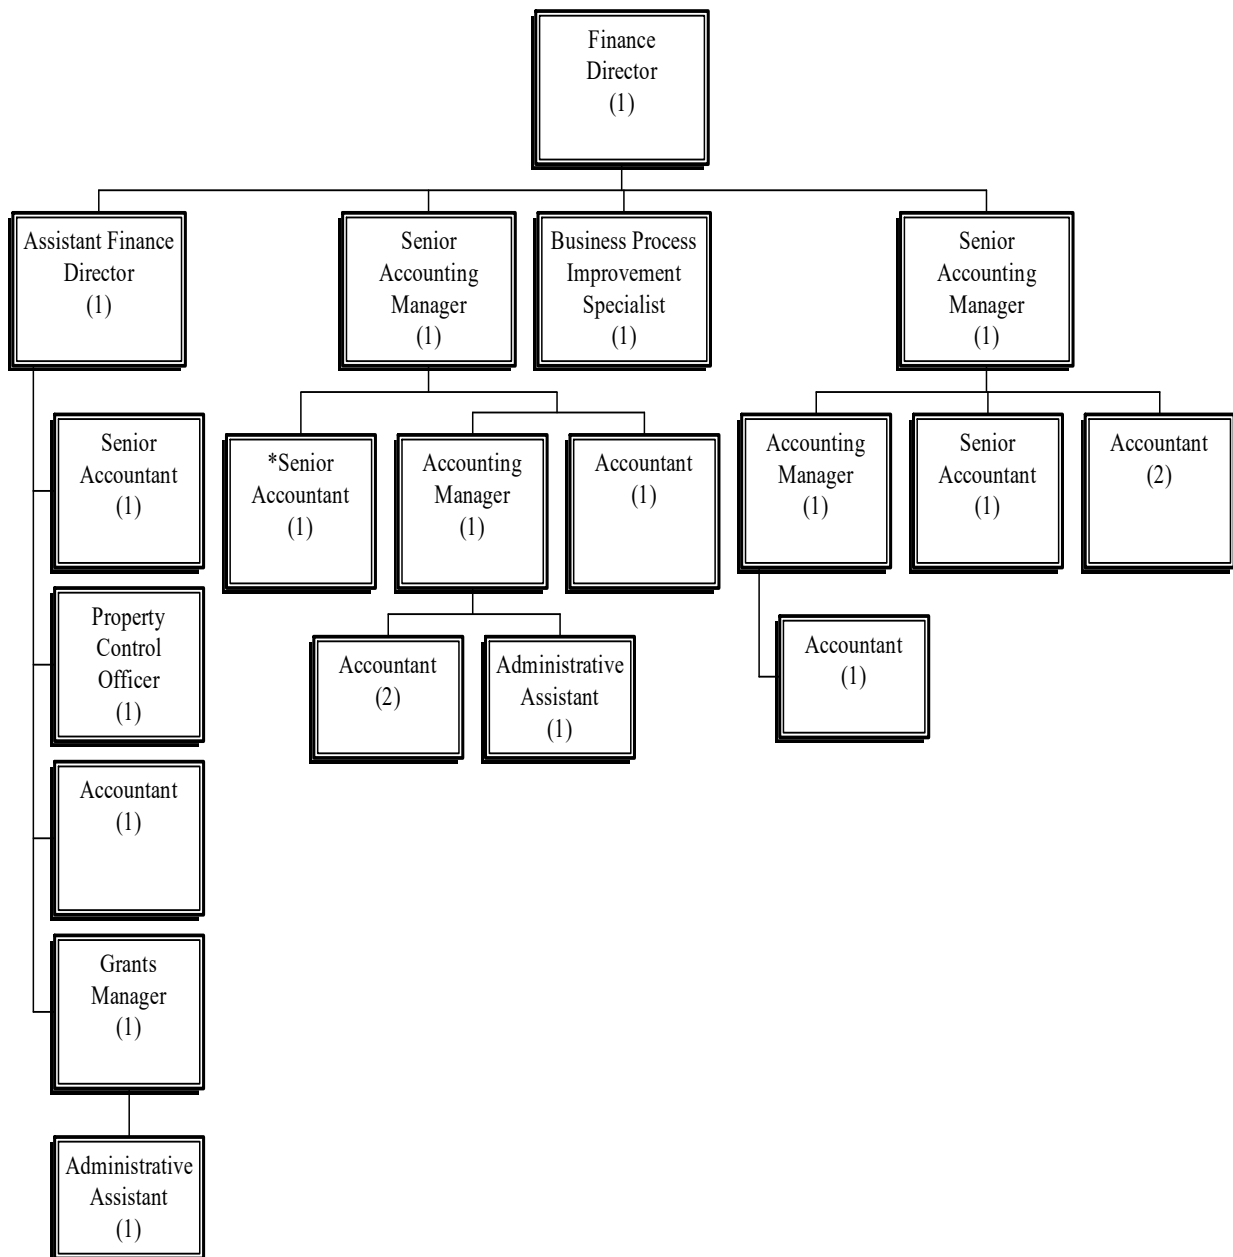 Finance
Director
(1)
Assistant Finance
Director
(1)
Senior
Accounting
Manager
(1)
Business Process
Improvement
Specialist
(1)
Senior
Accounting
Manager
(1)
Senior
Accountant
(1)
*Senior
Accountant
(1)
Accounting
Manager
(1)
Accountant
(1)
Accounting
Manager
(1)
Senior
Accountant
(1)
Accountant
(2)
Property
Control
Officer
(1)
Accountant
(2)
Administrative
Assistant
(1)
Accountant
(1)
Accountant
(1)
Grants
Manager
(1)
Administrative
Assistant
(1)